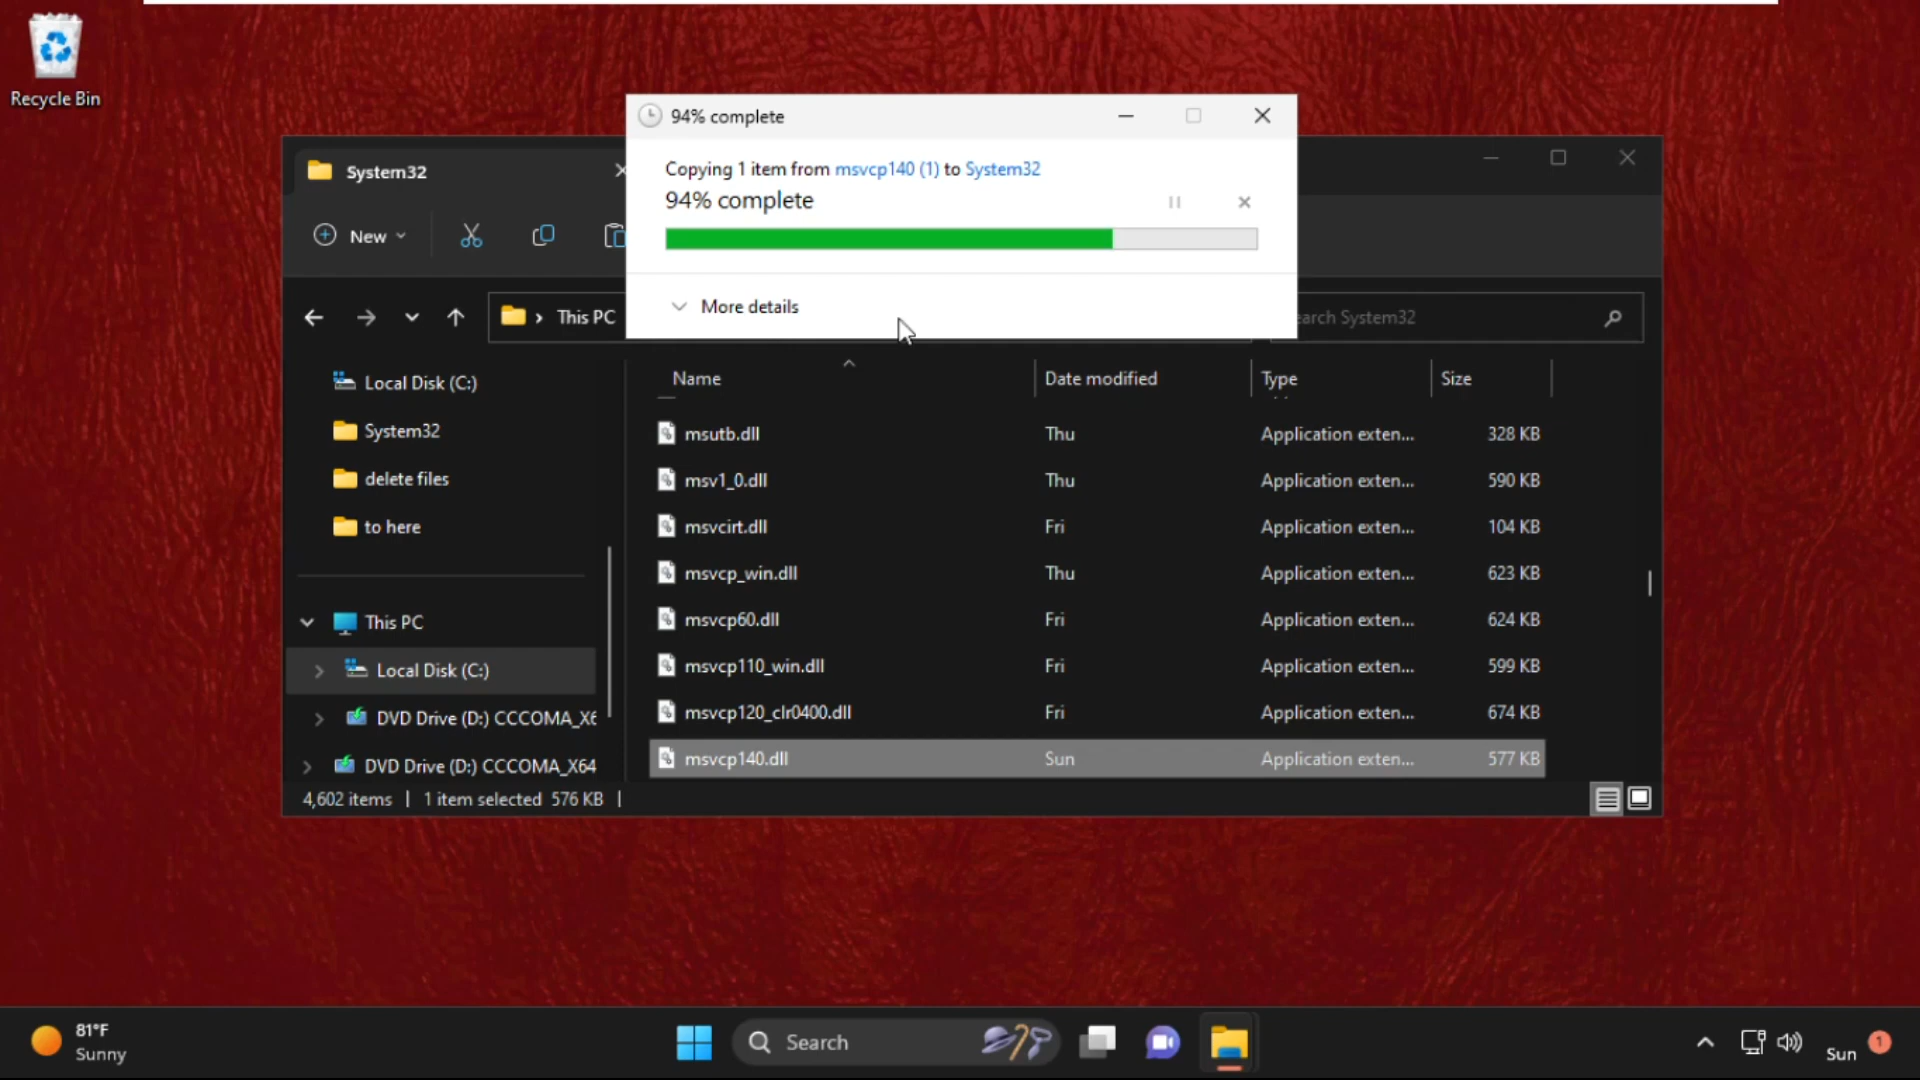 Recycle Bin
94% complete
Copying 1 item from msvcp140 (1) to System32
94% complete
More details
System32
New
This PC
earch System32
Local Disk (C:)
System32
delete files
to here
This PC
Local Disk (C:)
DVD Drive (D:) CCCOMA_X6
DVD Drive (D:) CCCOMA_X64
Name Date modified Type Size
msutb.dll Thu Application exten... 328 KB
msv1_0.dll Thu Application exten... 590 KB
msvcirt.dll Fri Application exten... 104 KB
msvcp_win.dll Thu Application exten... 623 KB
msvcp60.dll Fri Application exten... 624 KB
msvcp110_win.dll Fri Application exten... 599 KB
msvcp120_clr0400.dll Fri Application exten... 674 KB
msvcp140.dll Sun Application exten... 577 KB
4,602 items | 1 item selected 576 KB |
81°F
Sunny
Search
Sun 1